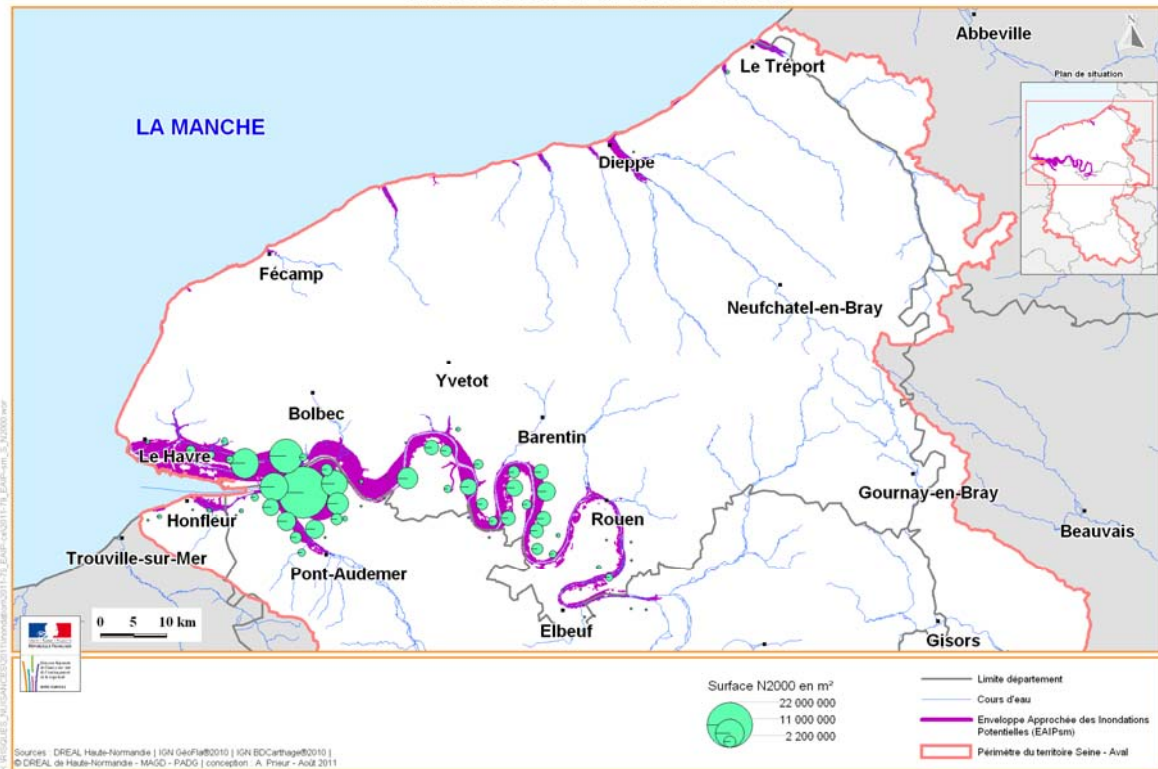 Abbeville
Le Tréport
Plan de situation
N
LA MANCHE
Dieppe
Fécamp
Neufchatel-en-Bray
Yvetot
Bolbec
Barentin
Le Havre
Gournay-en-Bray
Rouen
Honfleur
Beauvais
Trouville-sur-Mer
Pont-Audemer
0 5 10 km
Elbeuf
Gisors
Surface N2000 en m²
22 000 000
11 000 000
2 200 000
Limite département
Cours d'eau
Enveloppe Approchée des Inondations
Potentielles (EAIPsm)
Périmètre du territoire Seine - Aval
Sources : DREAL Haute-Normandie | IGN GéoFla®2010 | IGN BDCarthage®2010 |
© DREAL de Haute-Normandie - MAGD - PADG | conception : A. Prieur - Août 2011